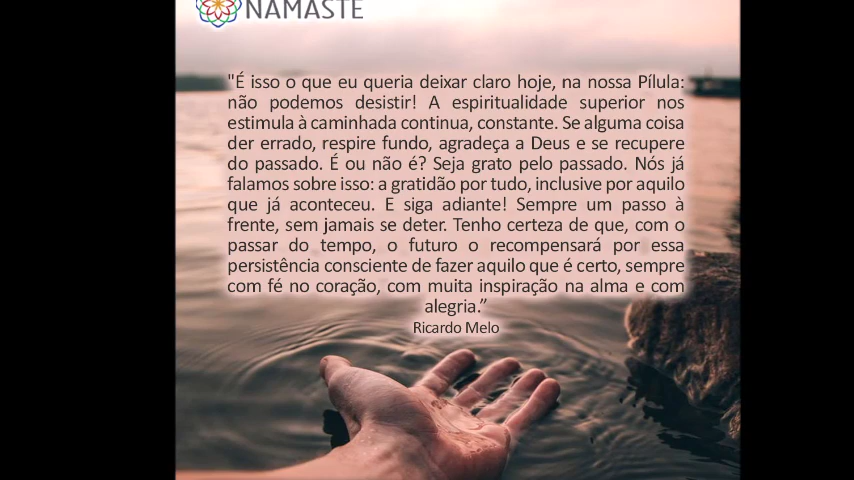 NAMASTÊ
"É isso o que eu queria deixar claro hoje, na nossa Pílula:
não podemos desistir! A espiritualidade superior nos
estimula à caminhada continua, constante. Se alguma coisa
der errado, respire fundo, agradeça a Deus e se recupere
do passado. É ou não é? Seja grato pelo passado. Nós já
falamos sobre isso: a gratidão por tudo, inclusive por aquilo
que já aconteceu. E siga adiante! Sempre um passo à
frente, sem jamais se deter. Tenho certeza de que, com o
passar do tempo, o futuro o recompensará por essa
persistência consciente de fazer aquilo que é certo, sempre
com fé no coração, com muita inspiração na alma e com
alegria.”
Ricardo Melo